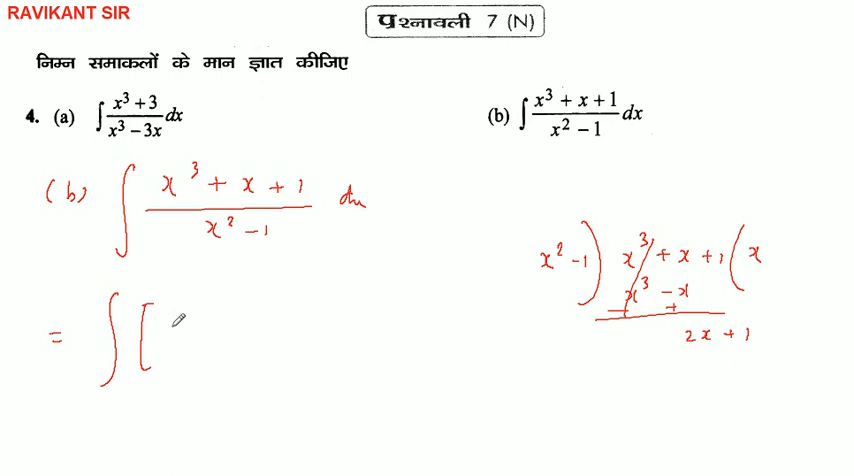 RAVIKANT SIR
प्रश्नावली 7 (N)
निम्न समाकलों के मान ज्ञात कीजिए
4. (a) ∫ (x³ + 3)/(x³ − 3x) dx (b) ∫ (x³ + x + 1)/(x² − 1) dx
(b) ∫ (x³ + x + 1)/(x² − 1) dx
x² − 1 ) x³ + x + 1 ( x
x³ − x
− +
2x + 1
= ∫ [